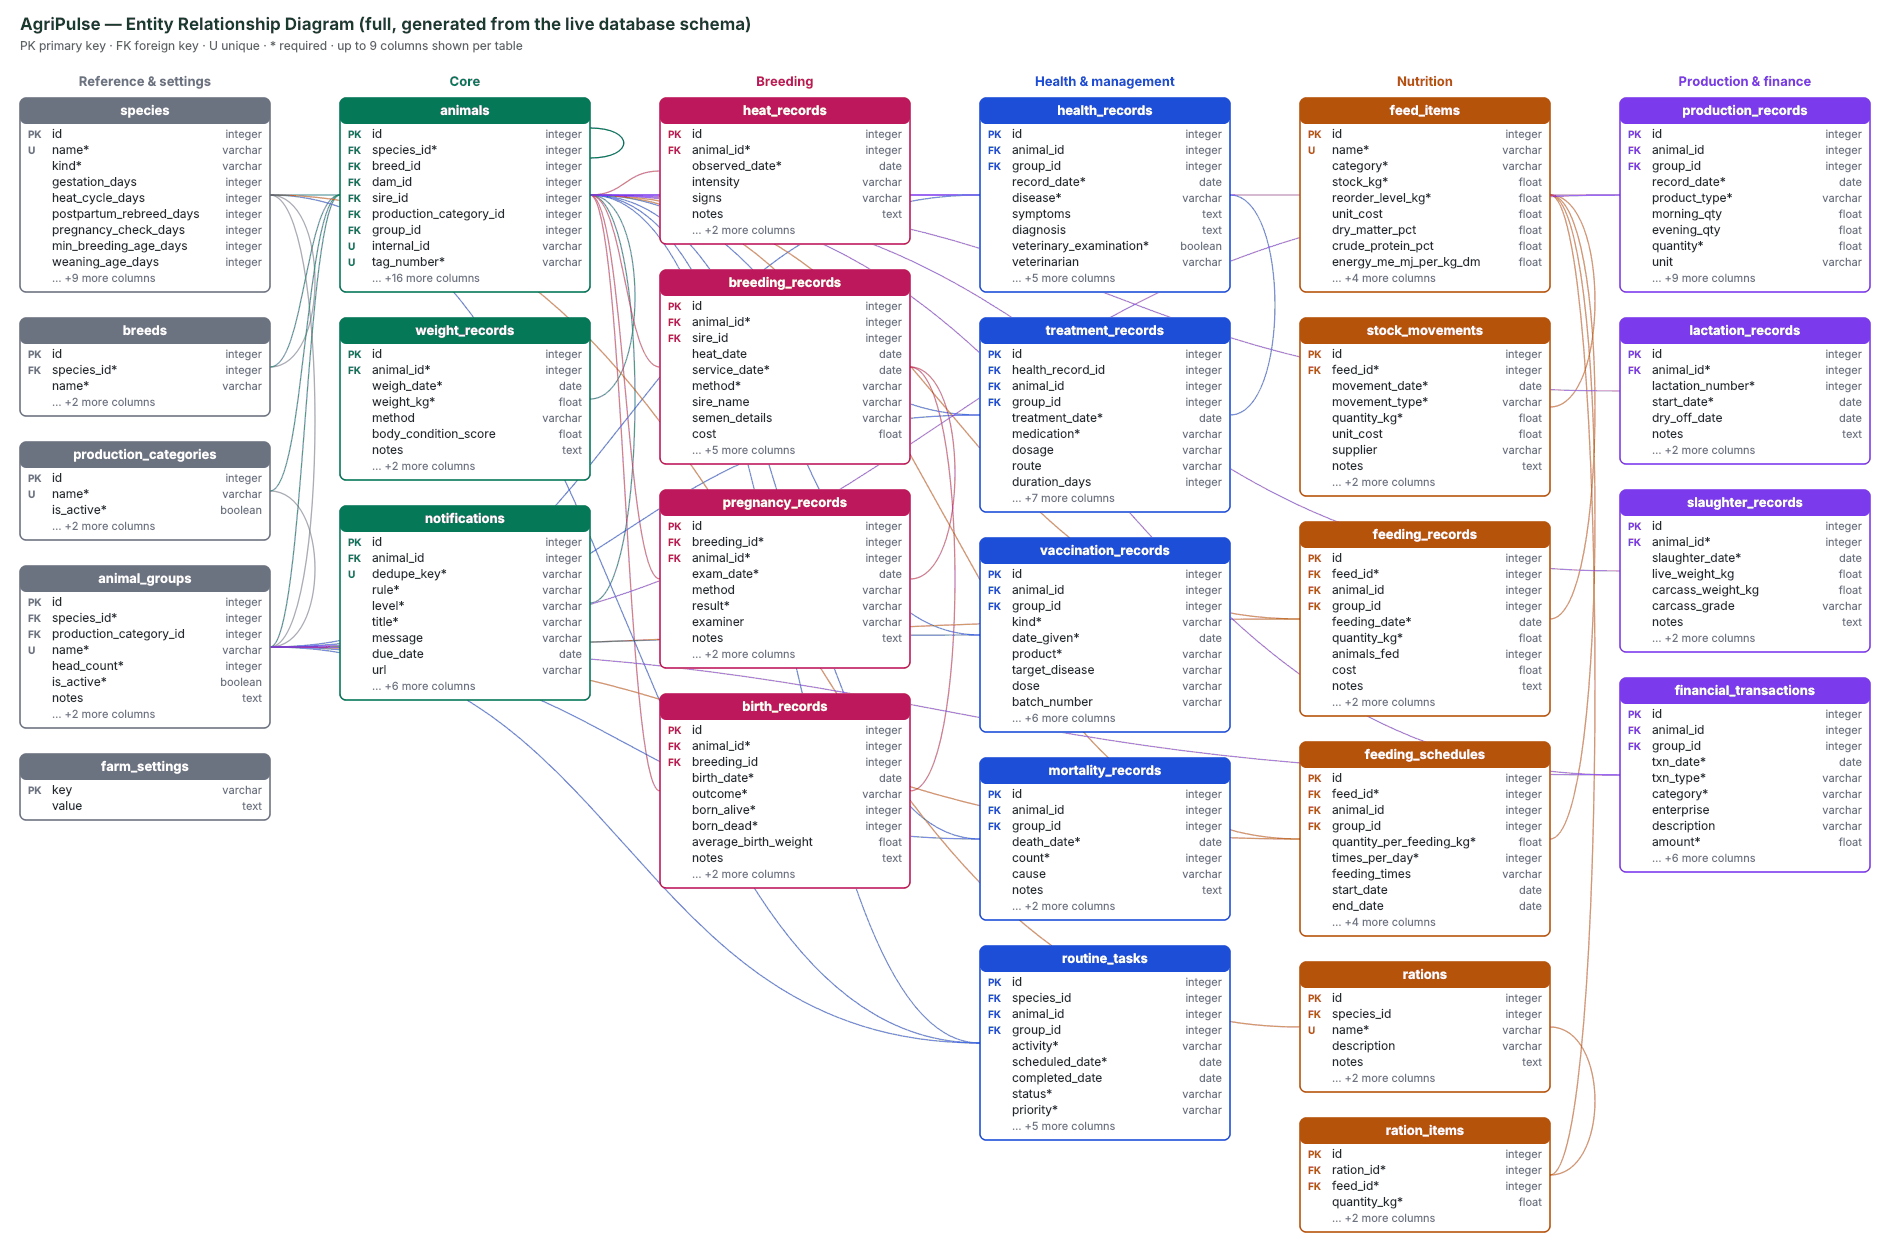 AgriPulse — Entity Relationship Diagram (full, generated from the live database schema)
PK primary key · FK foreign key · U unique · * required · up to 9 columns shown per table
Reference & settings
species
PK id integer
U name* varchar
kind* varchar
gestation_days integer
heat_cycle_days integer
postpartum_rebreed_days integer
pregnancy_check_days integer
min_breeding_age_days integer
weaning_age_days integer
... +9 more columns
breeds
PK id integer
FK species_id* integer
name* varchar
... +2 more columns
production_categories
PK id integer
U name* varchar
is_active* boolean
... +2 more columns
animal_groups
PK id integer
FK species_id* integer
FK production_category_id integer
U name* varchar
head_count* integer
is_active* boolean
notes text
... +2 more columns
farm_settings
PK key varchar
value text
Core
animals
PK id integer
FK species_id* integer
FK breed_id integer
FK dam_id integer
FK sire_id integer
FK production_category_id integer
FK group_id integer
U internal_id varchar
U tag_number* varchar
... +16 more columns
weight_records
PK id integer
FK animal_id* integer
weigh_date* date
weight_kg* float
method varchar
body_condition_score float
notes text
... +2 more columns
notifications
PK id integer
FK animal_id integer
U dedupe_key* varchar
rule* varchar
level* varchar
title* varchar
message varchar
due_date date
url varchar
... +6 more columns
Breeding
heat_records
PK id integer
FK animal_id* integer
observed_date* date
intensity varchar
signs varchar
notes text
... +2 more columns
breeding_records
PK id integer
FK animal_id* integer
FK sire_id integer
heat_date date
service_date* date
method* varchar
sire_name varchar
semen_details varchar
cost float
... +5 more columns
pregnancy_records
PK id integer
FK breeding_id* integer
FK animal_id* integer
exam_date* date
method varchar
result* varchar
examiner varchar
notes text
... +2 more columns
birth_records
PK id integer
FK animal_id* integer
FK breeding_id integer
birth_date* date
outcome* varchar
born_alive* integer
born_dead* integer
average_birth_weight float
notes text
... +2 more columns
Health & management
health_records
PK id integer
FK animal_id integer
FK group_id integer
record_date* date
disease* varchar
symptoms text
diagnosis text
veterinary_examination* boolean
veterinarian varchar
... +5 more columns
treatment_records
PK id integer
FK health_record_id integer
FK animal_id integer
FK group_id integer
treatment_date* date
medication* varchar
dosage varchar
route varchar
duration_days integer
... +7 more columns
vaccination_records
PK id integer
FK animal_id integer
FK group_id integer
kind* varchar
date_given* date
product* varchar
target_disease varchar
dose varchar
batch_number varchar
... +6 more columns
mortality_records
PK id integer
FK animal_id integer
FK group_id integer
death_date* date
count* integer
cause varchar
notes text
... +2 more columns
routine_tasks
PK id integer
FK species_id integer
FK animal_id integer
FK group_id integer
activity* varchar
scheduled_date* date
completed_date date
status* varchar
priority* varchar
... +5 more columns
Nutrition
feed_items
PK id integer
U name* varchar
category* varchar
stock_kg* float
reorder_level_kg* float
unit_cost float
dry_matter_pct float
crude_protein_pct float
energy_me_mj_per_kg_dm float
... +4 more columns
stock_movements
PK id integer
FK feed_id* integer
movement_date* date
movement_type* varchar
quantity_kg* float
unit_cost float
supplier varchar
notes text
... +2 more columns
feeding_records
PK id integer
FK feed_id* integer
FK animal_id integer
FK group_id integer
feeding_date* date
quantity_kg* float
animals_fed integer
cost float
notes text
... +2 more columns
feeding_schedules
PK id integer
FK feed_id* integer
FK animal_id integer
FK group_id integer
quantity_per_feeding_kg* float
times_per_day* integer
feeding_times varchar
start_date date
end_date date
... +4 more columns
rations
PK id integer
FK species_id integer
U name* varchar
description varchar
notes text
... +2 more columns
ration_items
PK id integer
FK ration_id* integer
FK feed_id* integer
quantity_kg* float
... +2 more columns
Production & finance
production_records
PK id integer
FK animal_id integer
FK group_id integer
record_date* date
product_type* varchar
morning_qty float
evening_qty float
quantity* float
unit varchar
... +9 more columns
lactation_records
PK id integer
FK animal_id* integer
lactation_number* integer
start_date* date
dry_off_date date
notes text
... +2 more columns
slaughter_records
PK id integer
FK animal_id* integer
slaughter_date* date
live_weight_kg float
carcass_weight_kg float
carcass_grade varchar
notes text
... +2 more columns
financial_transactions
PK id integer
FK animal_id integer
FK group_id integer
txn_date* date
txn_type* varchar
category* varchar
enterprise varchar
description varchar
amount* float
... +6 more columns